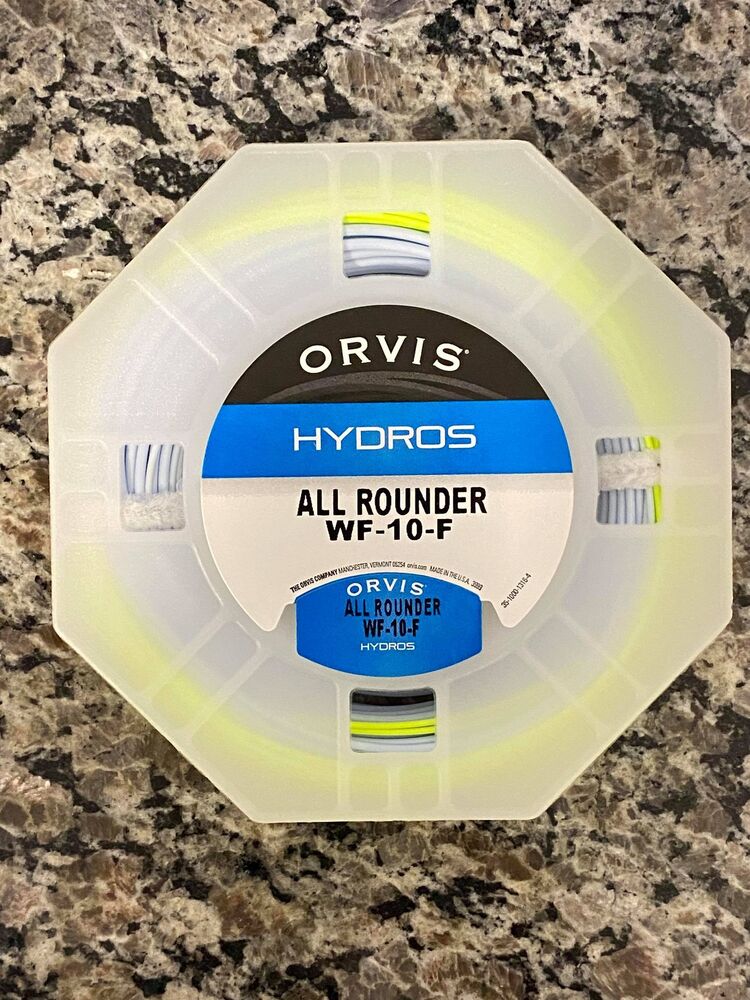 ORVIS®
HYDROS
ALL ROUNDER
WF-10-F
THE ORVIS COMPANY MANCHESTER, VERMONT 05254 orvis.com MADE IN THE U.S.A.
ORVIS
ALL ROUNDER
WF-10-F
HYDROS